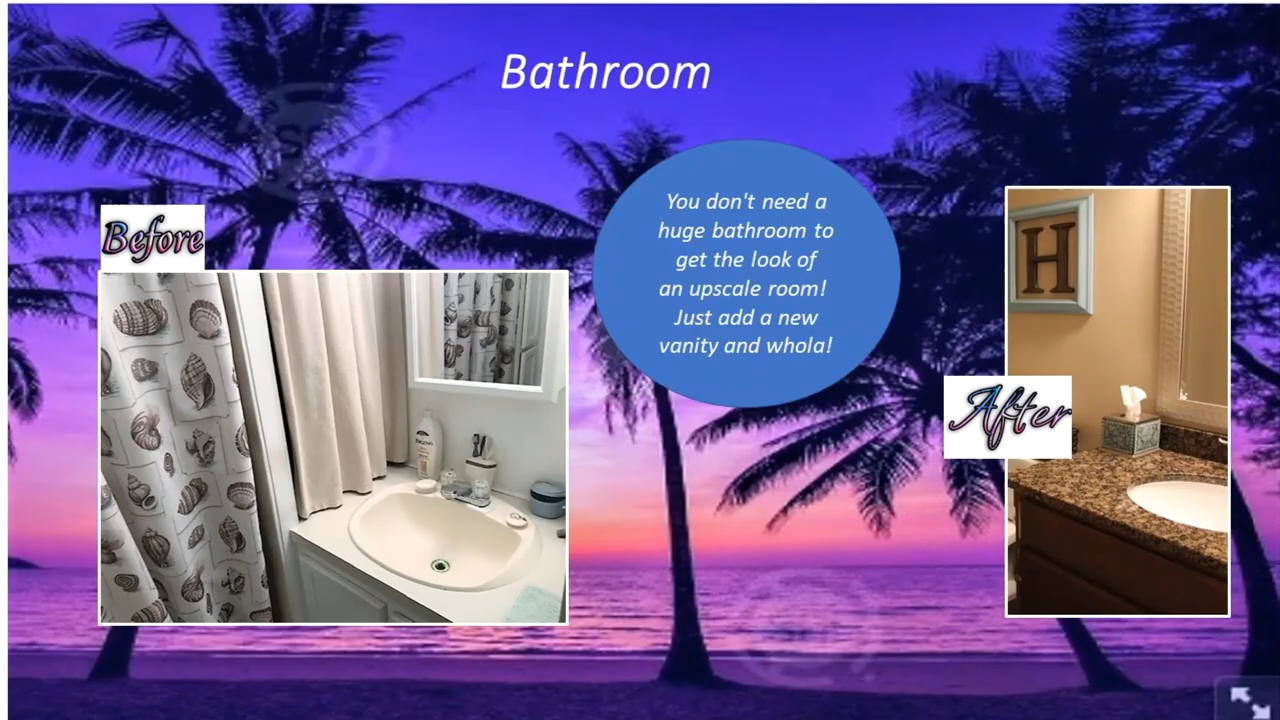 Bathroom
Before
You don't need a
huge bathroom to
get the look of
an upscale room!
Just add a new
vanity and whola!
H
After